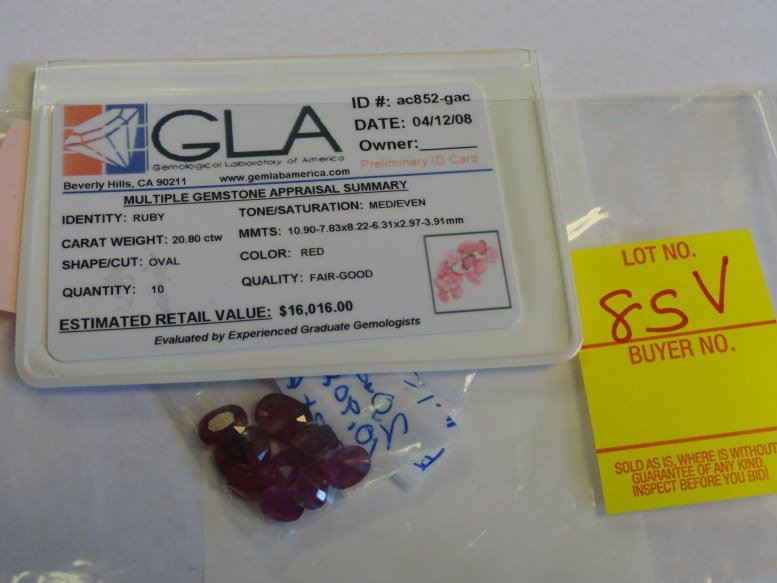 GLA
Gemological Laboratory of America
ID #: ac852-gac
DATE: 04/12/08
Owner:______
Preliminary ID Card
Beverly Hills, CA 90211
www.gemlabamerica.com
MULTIPLE GEMSTONE APPRAISAL SUMMARY
IDENTITY: RUBY
TONE/SATURATION: MED/EVEN
CARAT WEIGHT: 20.80 ctw
MMTS: 10.90-7.83x8.22-6.31x2.97-3.91mm
SHAPE/CUT: OVAL
COLOR: RED
QUANTITY: 10
QUALITY: FAIR-GOOD
ESTIMATED RETAIL VALUE: $16,016.00
Evaluated by Experienced Graduate Gemologists
LOT NO.
85V
BUYER NO.
SOLD AS IS, WHERE IS WITHOUT
GUARANTEE OF ANY KIND.
INSPECT BEFORE YOU BID!